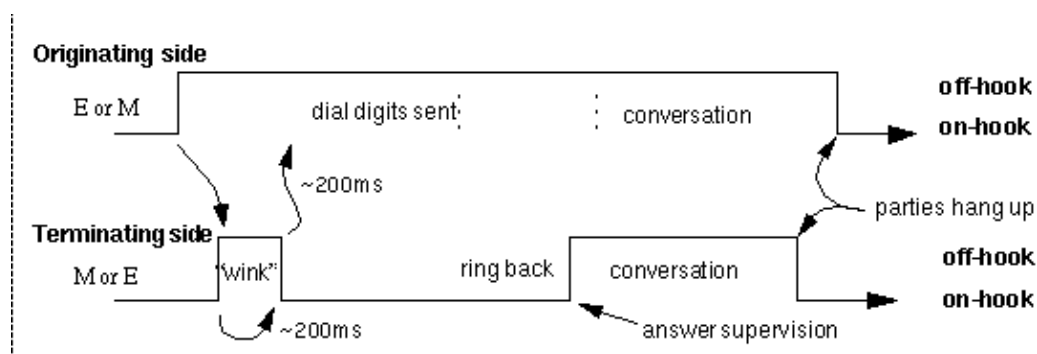 Originating side
off-hook
E or M
dial digits sent
conversation
on-hook
~200ms
parties hang up
Terminating side
off-hook
M or E
"wink"
ring back
conversation
on-hook
~200ms
answer supervision